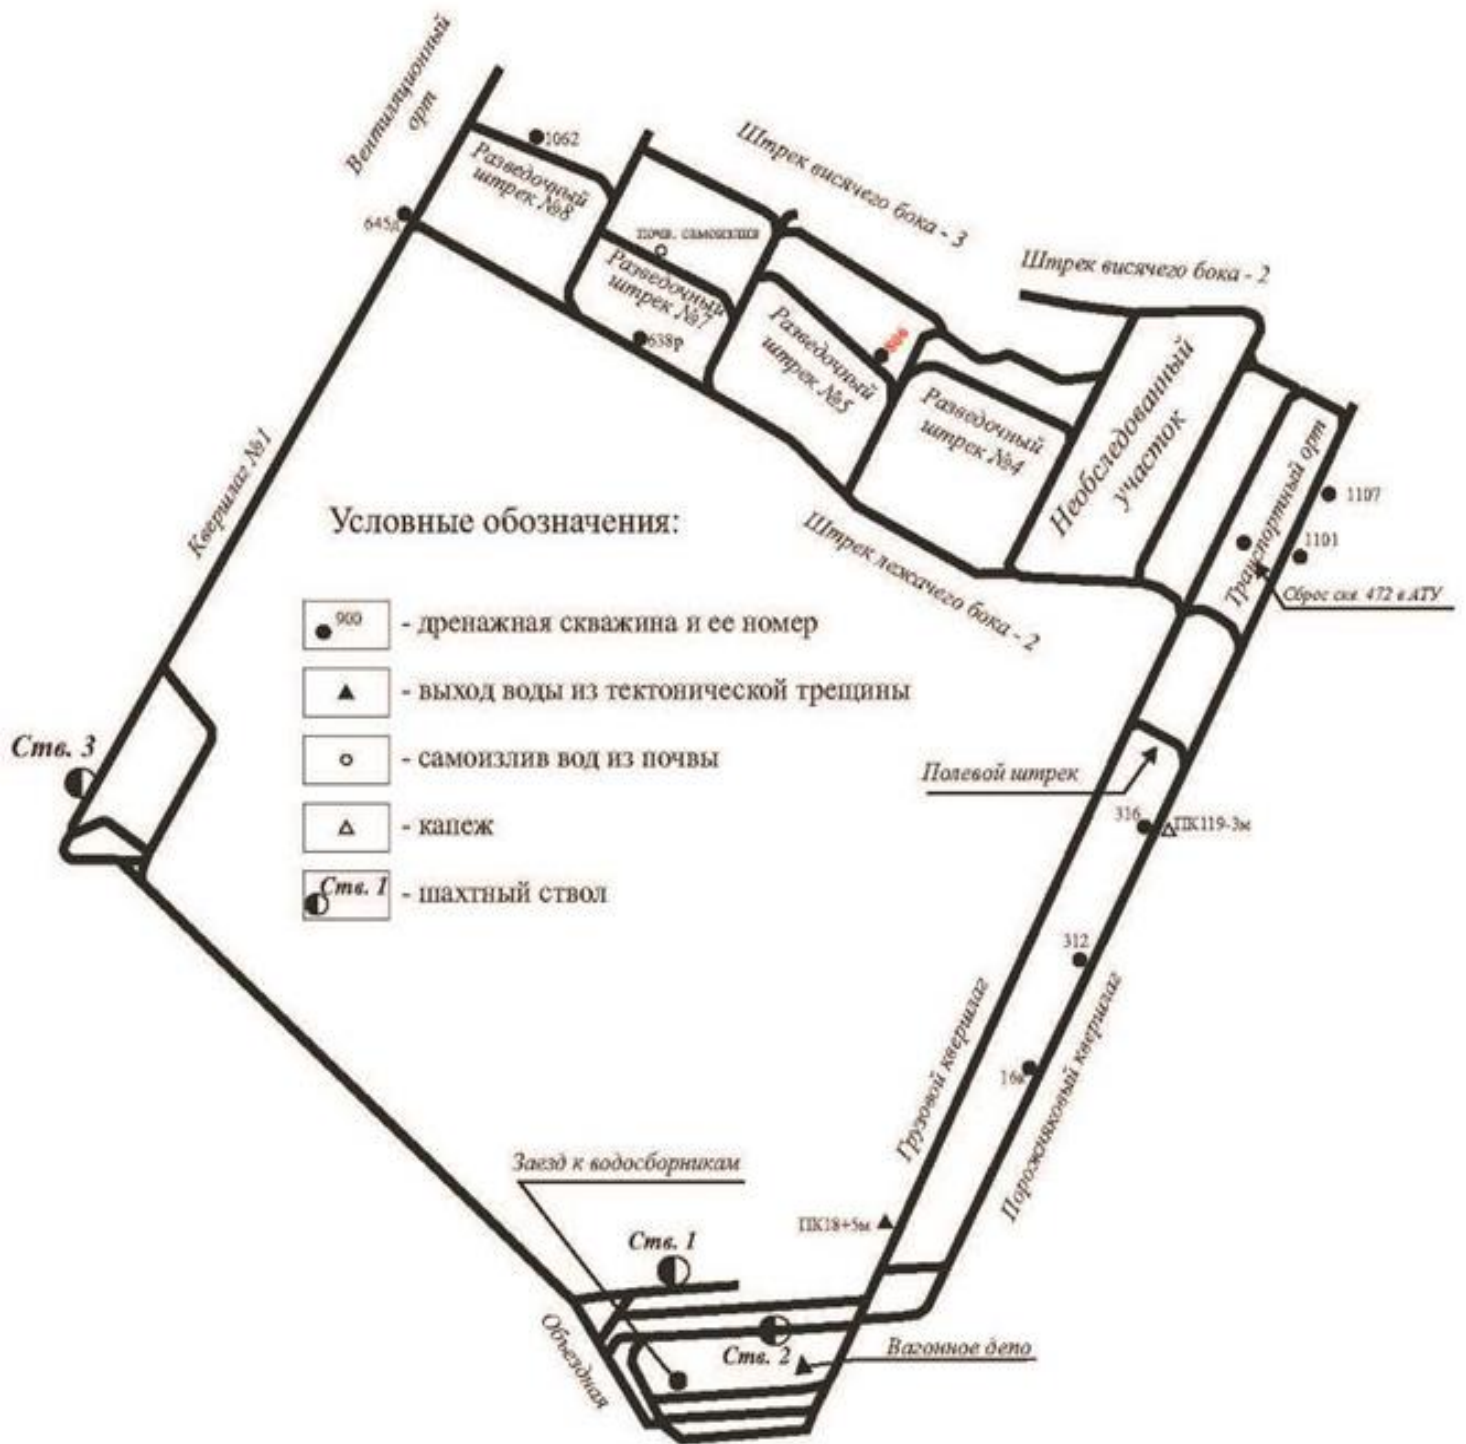 Вентиляционный
орт
1062
Разведочный
штрек №8
645д
Штрек висячего бока - 3
почв. самоизлив
Разведочный
штрек №7
638р
Штрек висячего бока - 2
Разведочный
штрек №5
Разведочный
штрек №4
Необследованный
участок
Транспортный орт
1107
1101
Сброс скв. 472 в АТУ
Квершлаг №1
Штрек лежачего бока - 2
Условные обозначения:
900 - дренажная скважина и ее номер
- выход воды из тектонической трещины
- самоизлив вод из почвы
- капеж
Ств. 1 - шахтный ствол
Ств. 3
Полевой штрек
316
ПК119-3м
312
16к
Грузовой квершлаг
Порожняковый квершлаг
Заезд к водосборникам
ПК18+5м
Ств. 1
Объездная
Ств. 2
Вагонное депо